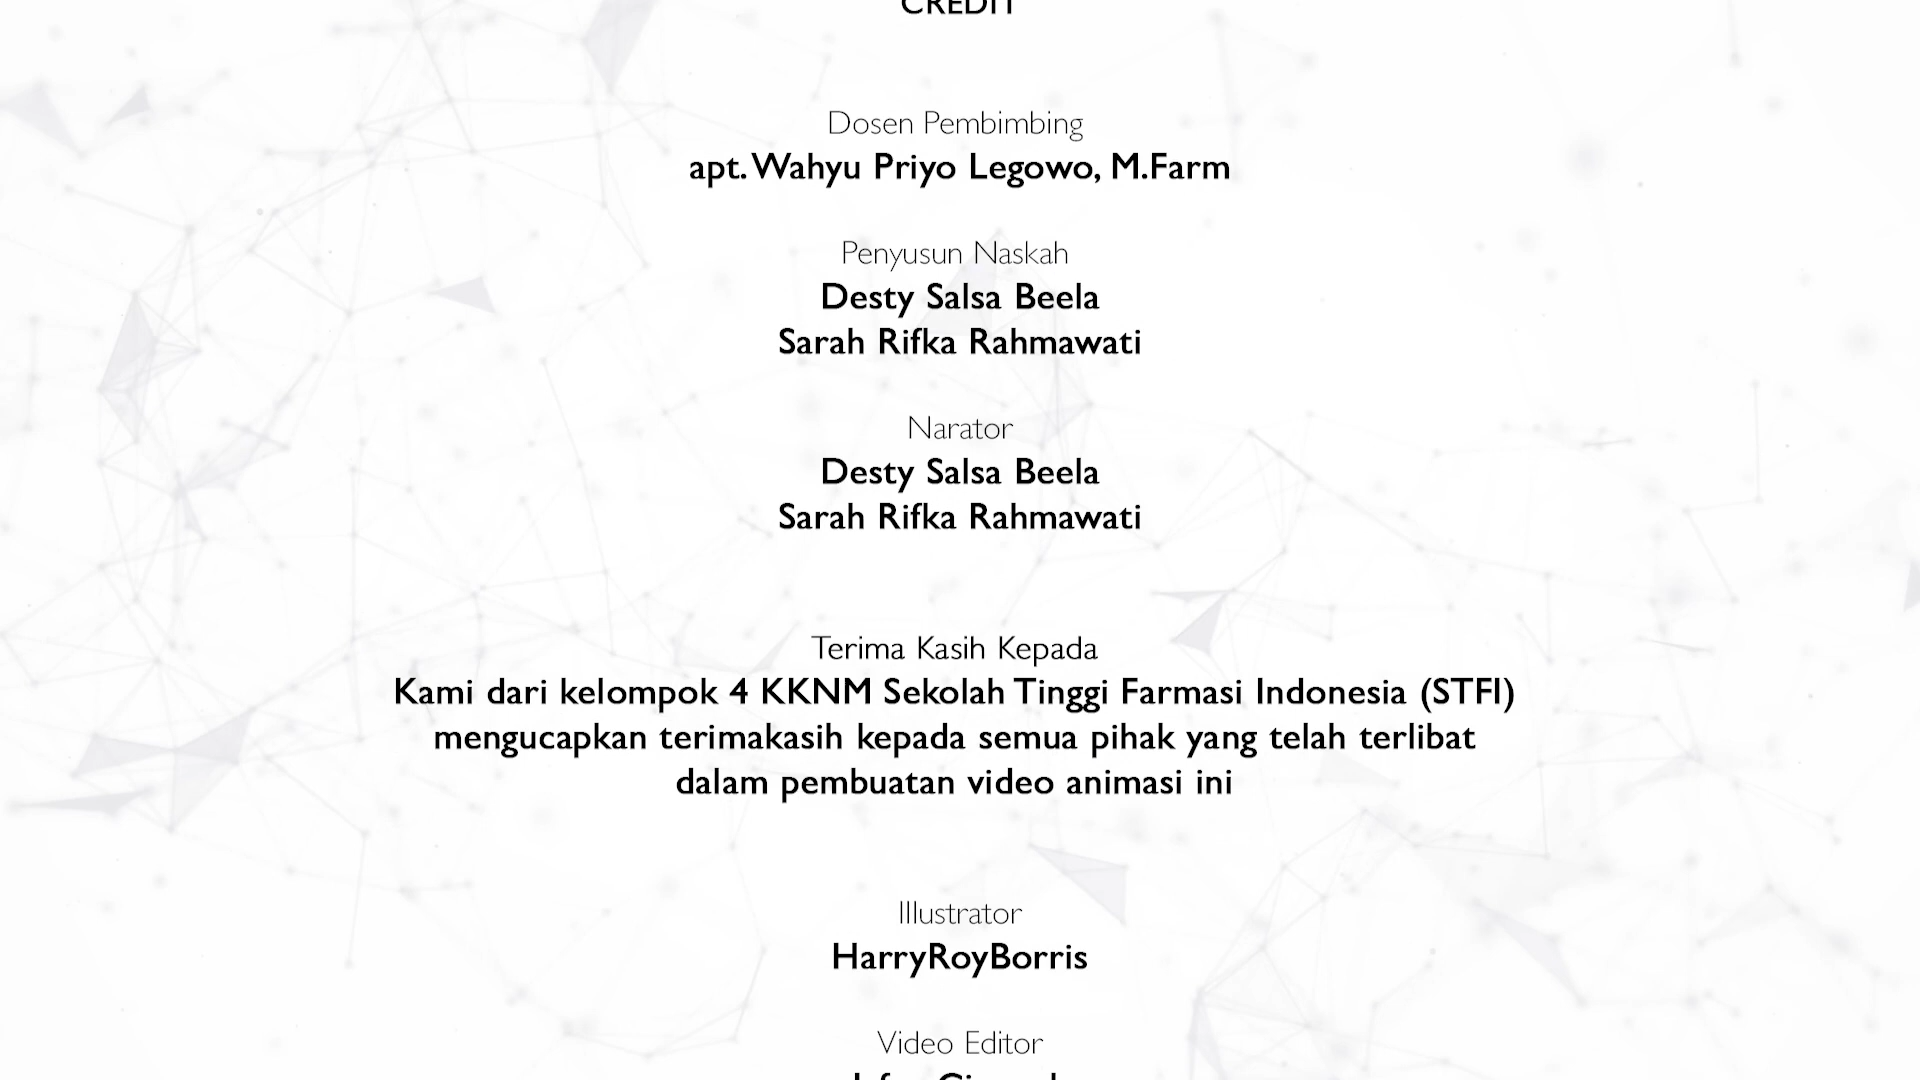 CREDIT
Dosen Pembimbing
apt. Wahyu Priyo Legowo, M.Farm
Penyusun Naskah
Desty Salsa Beela
Sarah Rifka Rahmawati
Narator
Desty Salsa Beela
Sarah Rifka Rahmawati
Terima Kasih Kepada
Kami dari kelompok 4 KKNM Sekolah Tinggi Farmasi Indonesia (STFI)
mengucapkan terimakasih kepada semua pihak yang telah terlibat
dalam pembuatan video animasi ini
Illustrator
HarryRoyBorris
Video Editor